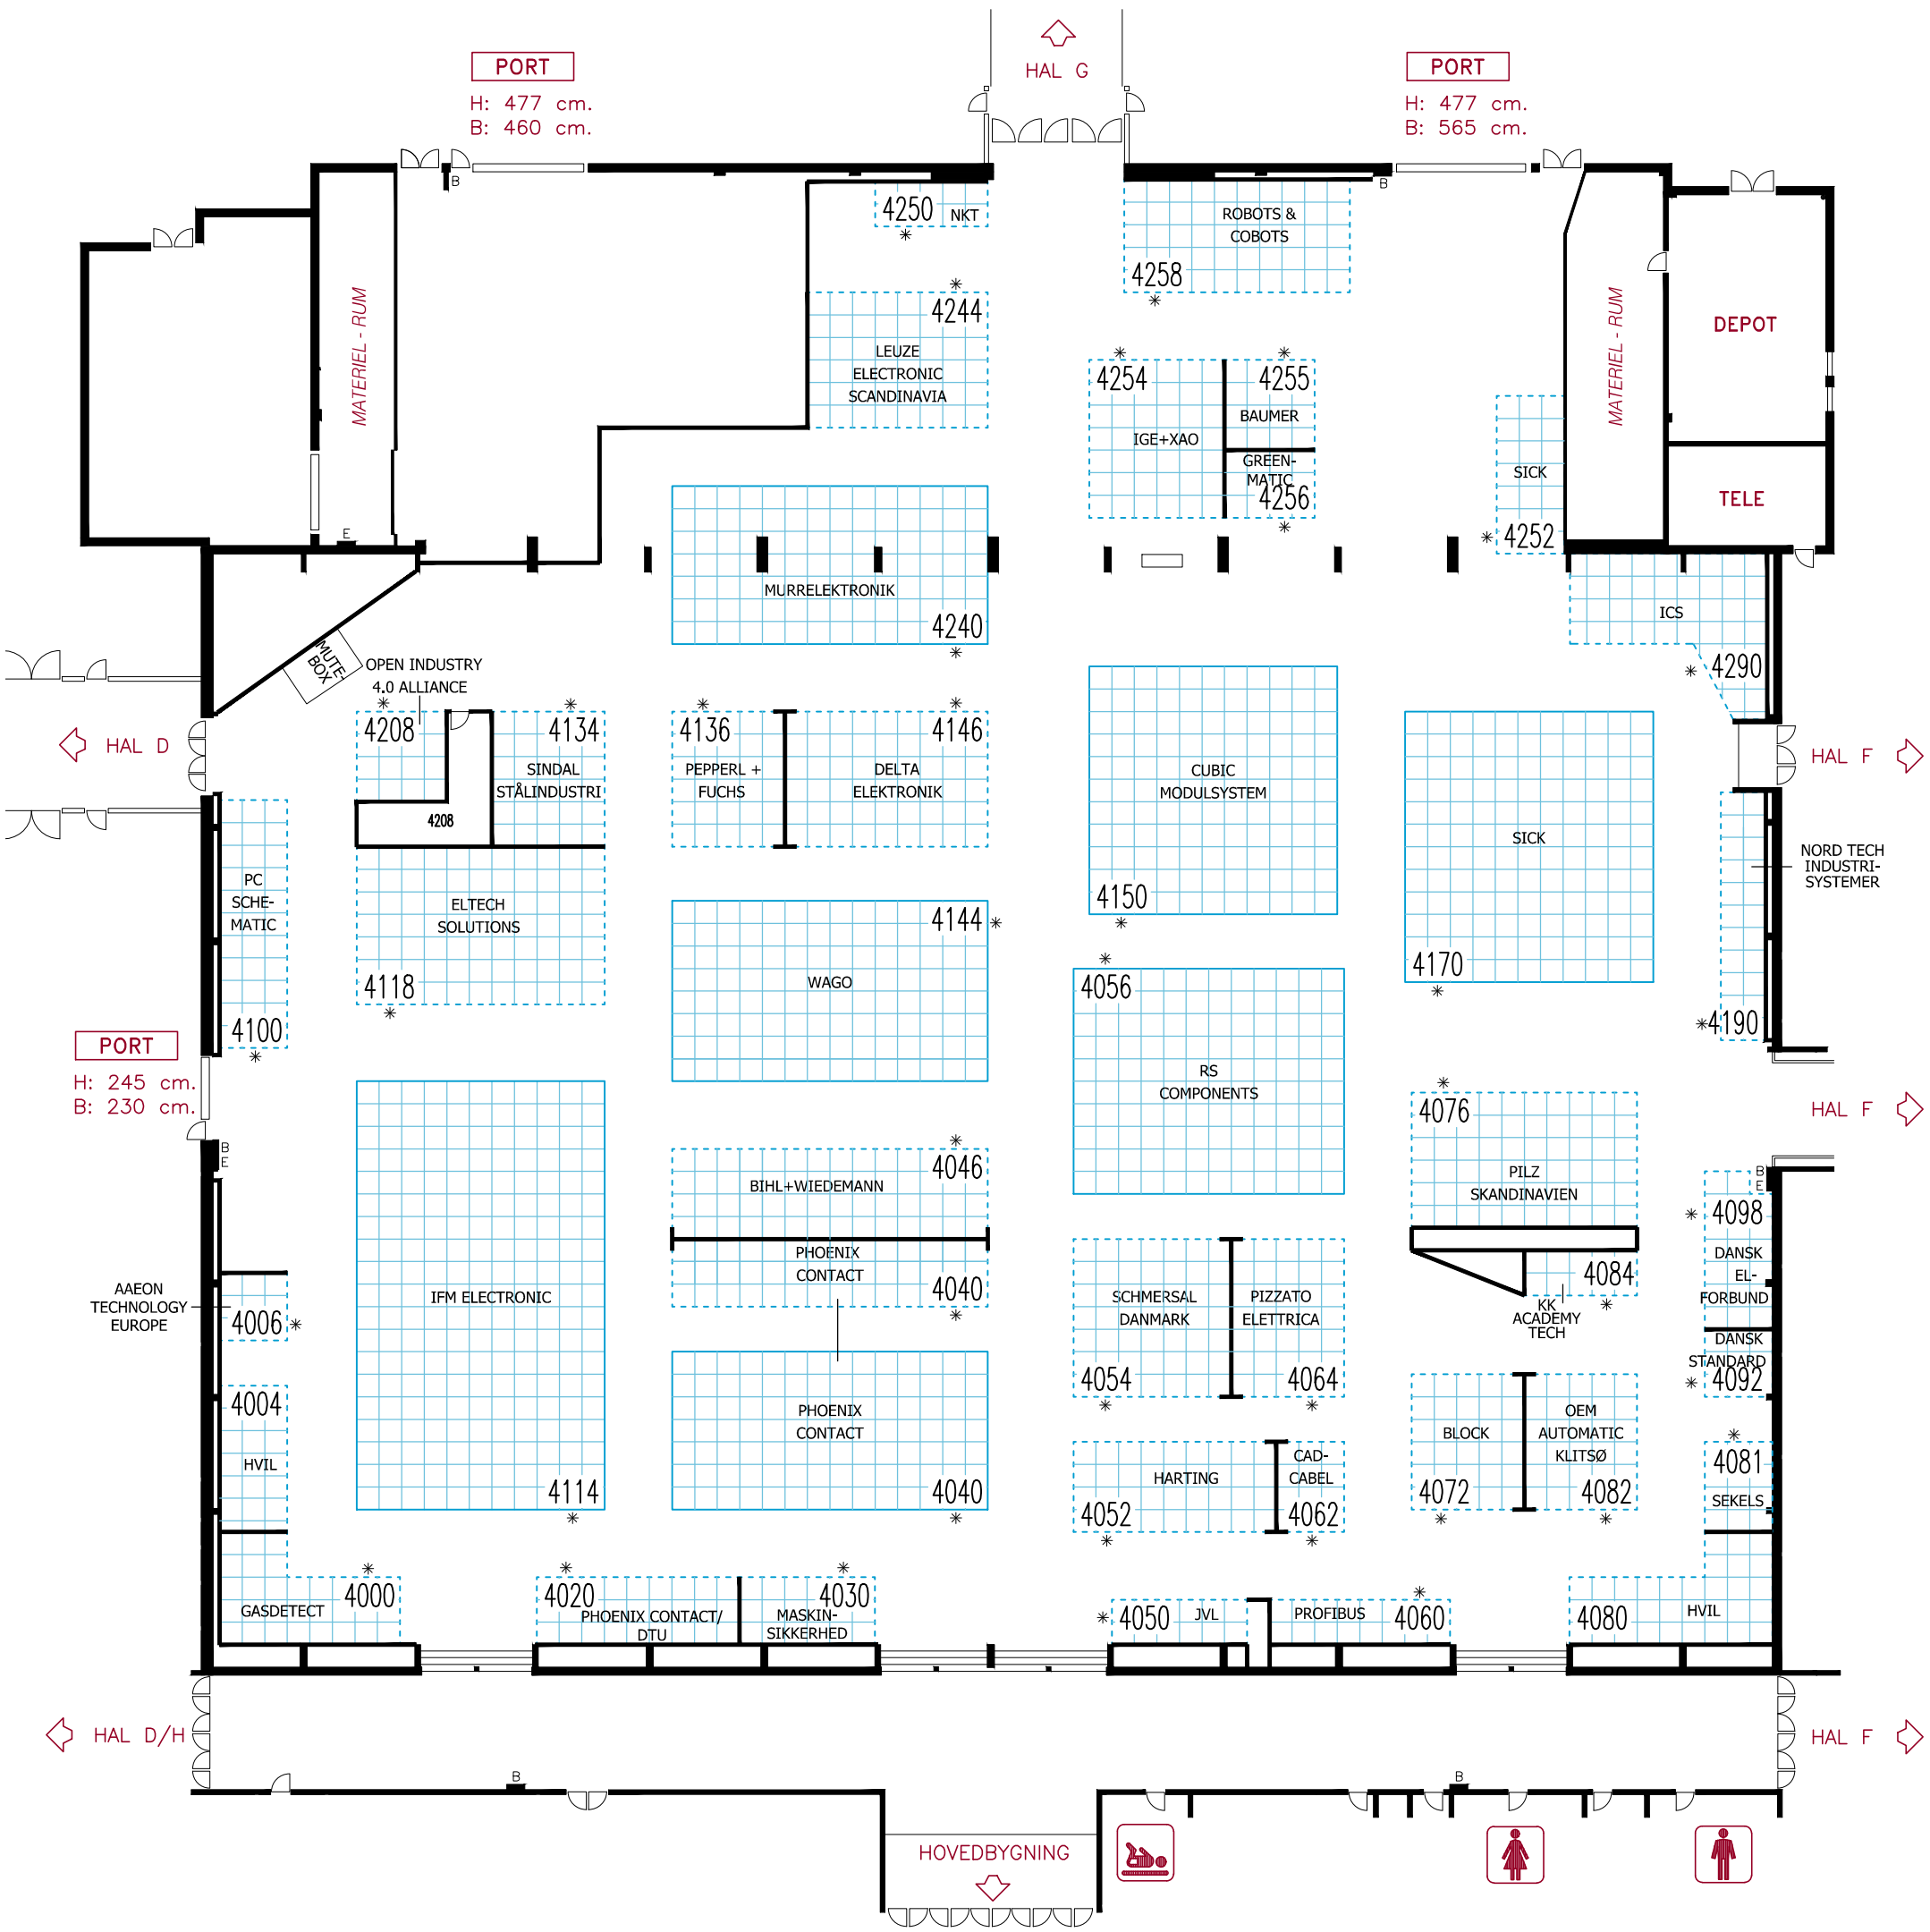 HAL G
PORT
H: 477 cm.
B: 460 cm.
PORT
H: 477 cm.
B: 565 cm.
B
B
4250
NKT
ROBOTS &
COBOTS
4258
MATERIEL - RUM
4244
LEUZE
ELECTRONIC
SCANDINAVIA
MATERIEL - RUM
DEPOT
4254
IGE+XAO
4255
BAUMER
GREEN-
MATIC
4256
SICK
4252
TELE
E
MURRELEKTRONIK
4240
ICS
4290
MUTE-
BOX
OPEN INDUSTRY
4.0 ALLIANCE
4208
4134
SINDAL
STÅLINDUSTRI
4208
4136
PEPPERL +
FUCHS
4146
DELTA
ELEKTRONIK
CUBIC
MODULSYSTEM
4150
SICK
4170
HAL D
HAL F
NORD TECH
INDUSTRI-
SYSTEMER
4190
PC
SCHE-
MATIC
4100
ELTECH
SOLUTIONS
4118
4144
WAGO
4056
RS
COMPONENTS
PORT
H: 245 cm.
B: 230 cm.
B
E
HAL F
4076
PILZ
SKANDINAVIEN
B
E
4098
DANSK
EL-
FORBUND
4046
BIHL+WIEDEMANN
PHOENIX
CONTACT
4040
4084
KK
ACADEMY
TECH
AAEON
TECHNOLOGY
EUROPE
4006
IFM ELECTRONIC
4114
SCHMERSAL
DANMARK
4054
PIZZATO
ELETTRICA
4064
DANSK
STANDARD
4092
4004
HVIL
PHOENIX
CONTACT
4040
BLOCK
4072
OEM
AUTOMATIC
KLITSØ
4082
HARTING
4052
CAD-
CABEL
4062
4081
SEKELS
4000
GASDETECT
4020
PHOENIX CONTACT/
DTU
4030
MASKIN-
SIKKERHED
4050
JVL
PROFIBUS
4060
4080
HVIL
HAL D/H
HAL F
B
B
HOVEDBYGNING